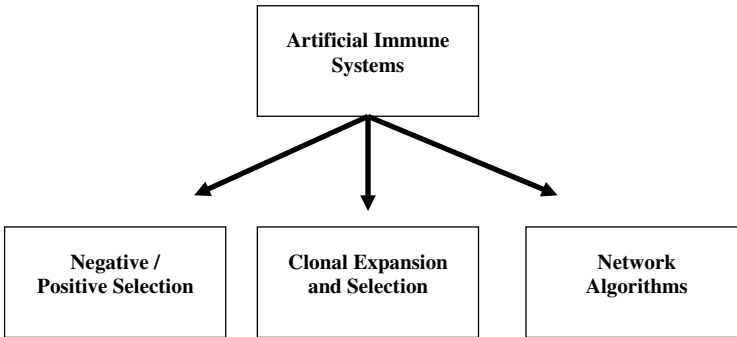 Artificial Immune
Systems
Negative /
Positive Selection
Clonal Expansion
and Selection
Network
Algorithms